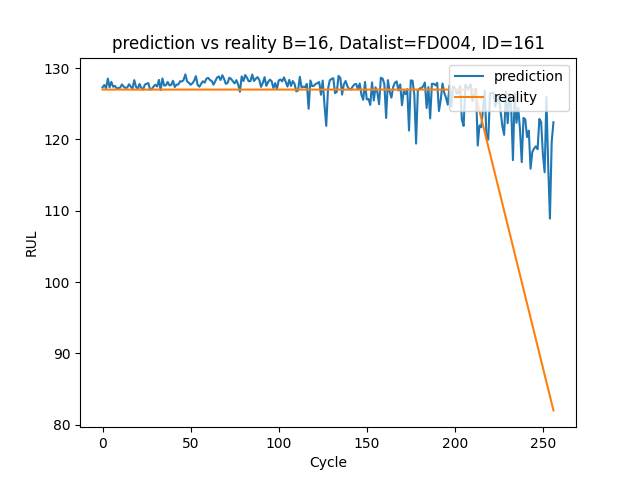 prediction vs reality B=16, Datalist=FD004, ID=161
prediction
reality
130
120
110
100
90
80
RUL
0
50
100
150
200
250
Cycle